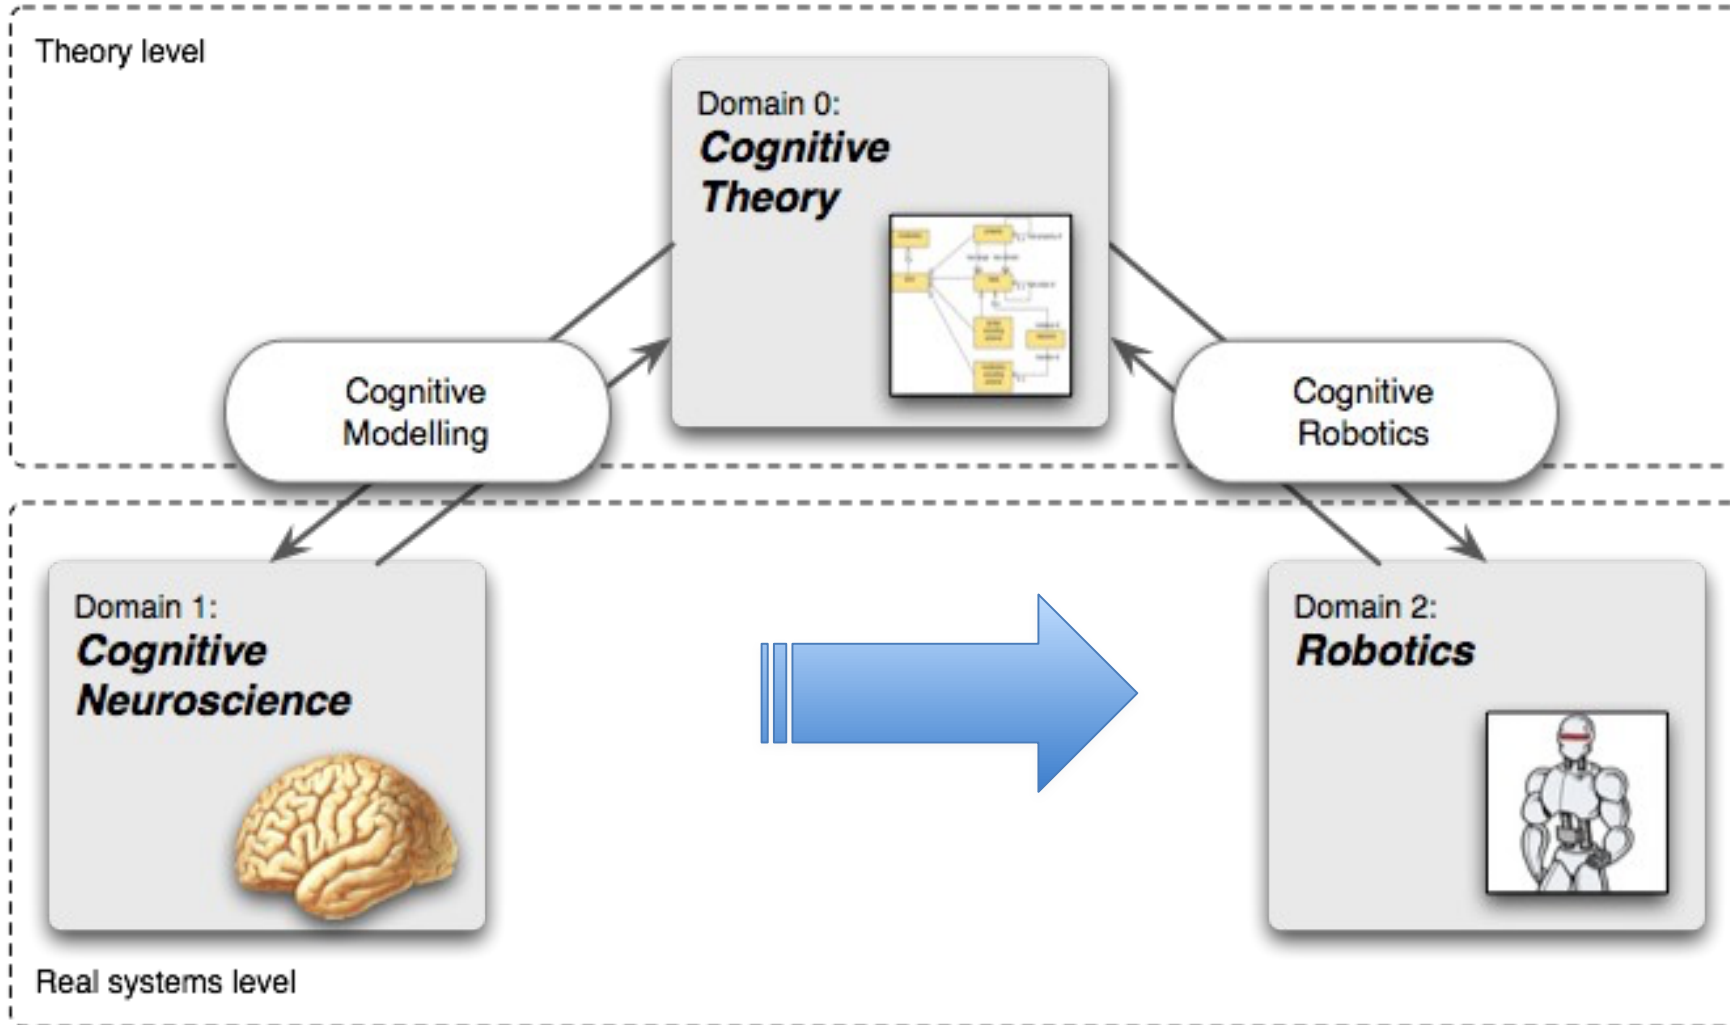 Theory level
Domain 0:
Cognitive
Theory
Cognitive
Modelling
Cognitive
Robotics
Domain 1:
Cognitive
Neuroscience
Domain 2:
Robotics
Real systems level